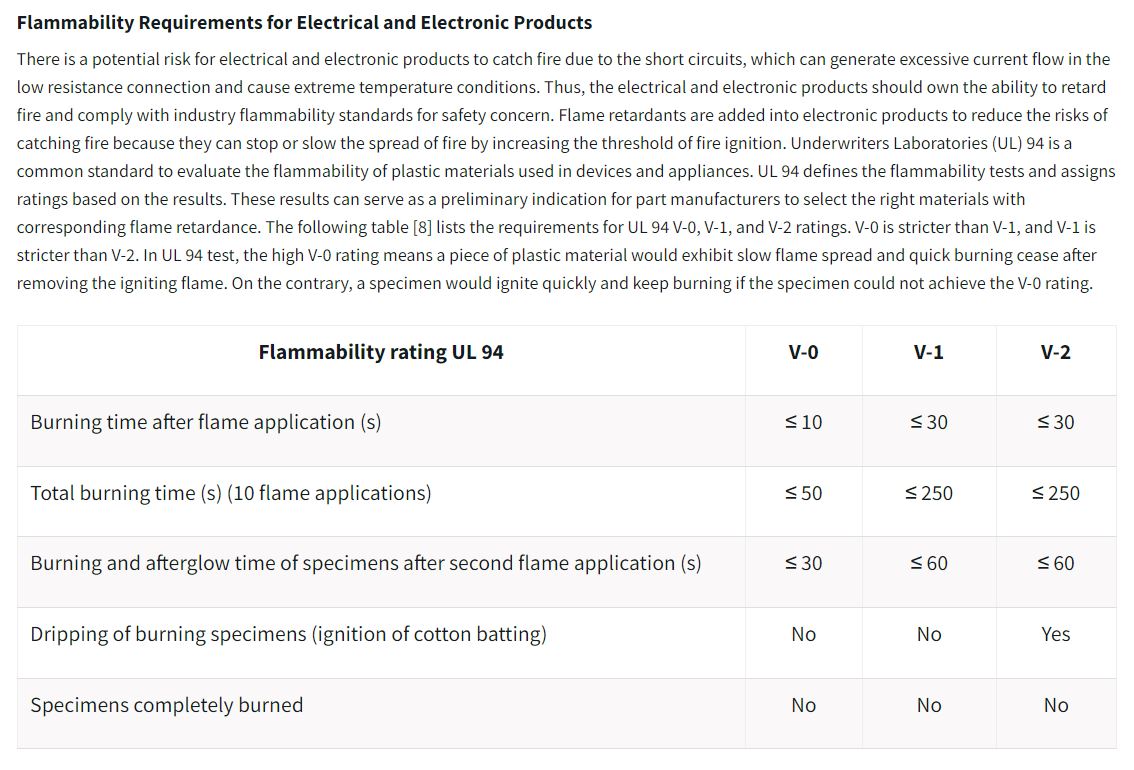 Flammability Requirements for Electrical and Electronic Products
There is a potential risk for electrical and electronic products to catch fire due to the short circuits, which can generate excessive current flow in the
low resistance connection and cause extreme temperature conditions. Thus, the electrical and electronic products should own the ability to retard
fire and comply with industry flammability standards for safety concern. Flame retardants are added into electronic products to reduce the risks of
catching fire because they can stop or slow the spread of fire by increasing the threshold of fire ignition. Underwriters Laboratories (UL) 94 is a
common standard to evaluate the flammability of plastic materials used in devices and appliances. UL 94 defines the flammability tests and assigns
ratings based on the results. These results can serve as a preliminary indication for part manufacturers to select the right materials with
corresponding flame retardance. The following table [8] lists the requirements for UL 94 V-0, V-1, and V-2 ratings. V-0 is stricter than V-1, and V-1 is
stricter than V-2. In UL 94 test, the high V-0 rating means a piece of plastic material would exhibit slow flame spread and quick burning cease after
removing the igniting flame. On the contrary, a specimen would ignite quickly and keep burning if the specimen could not achieve the V-0 rating.
Flammability rating UL 94 V-0 V-1 V-2
Burning time after flame application (s) ≤ 10 ≤ 30 ≤ 30
Total burning time (s) (10 flame applications) ≤ 50 ≤ 250 ≤ 250
Burning and afterglow time of specimens after second flame application (s) ≤ 30 ≤ 60 ≤ 60
Dripping of burning specimens (ignition of cotton batting) No No Yes
Specimens completely burned No No No